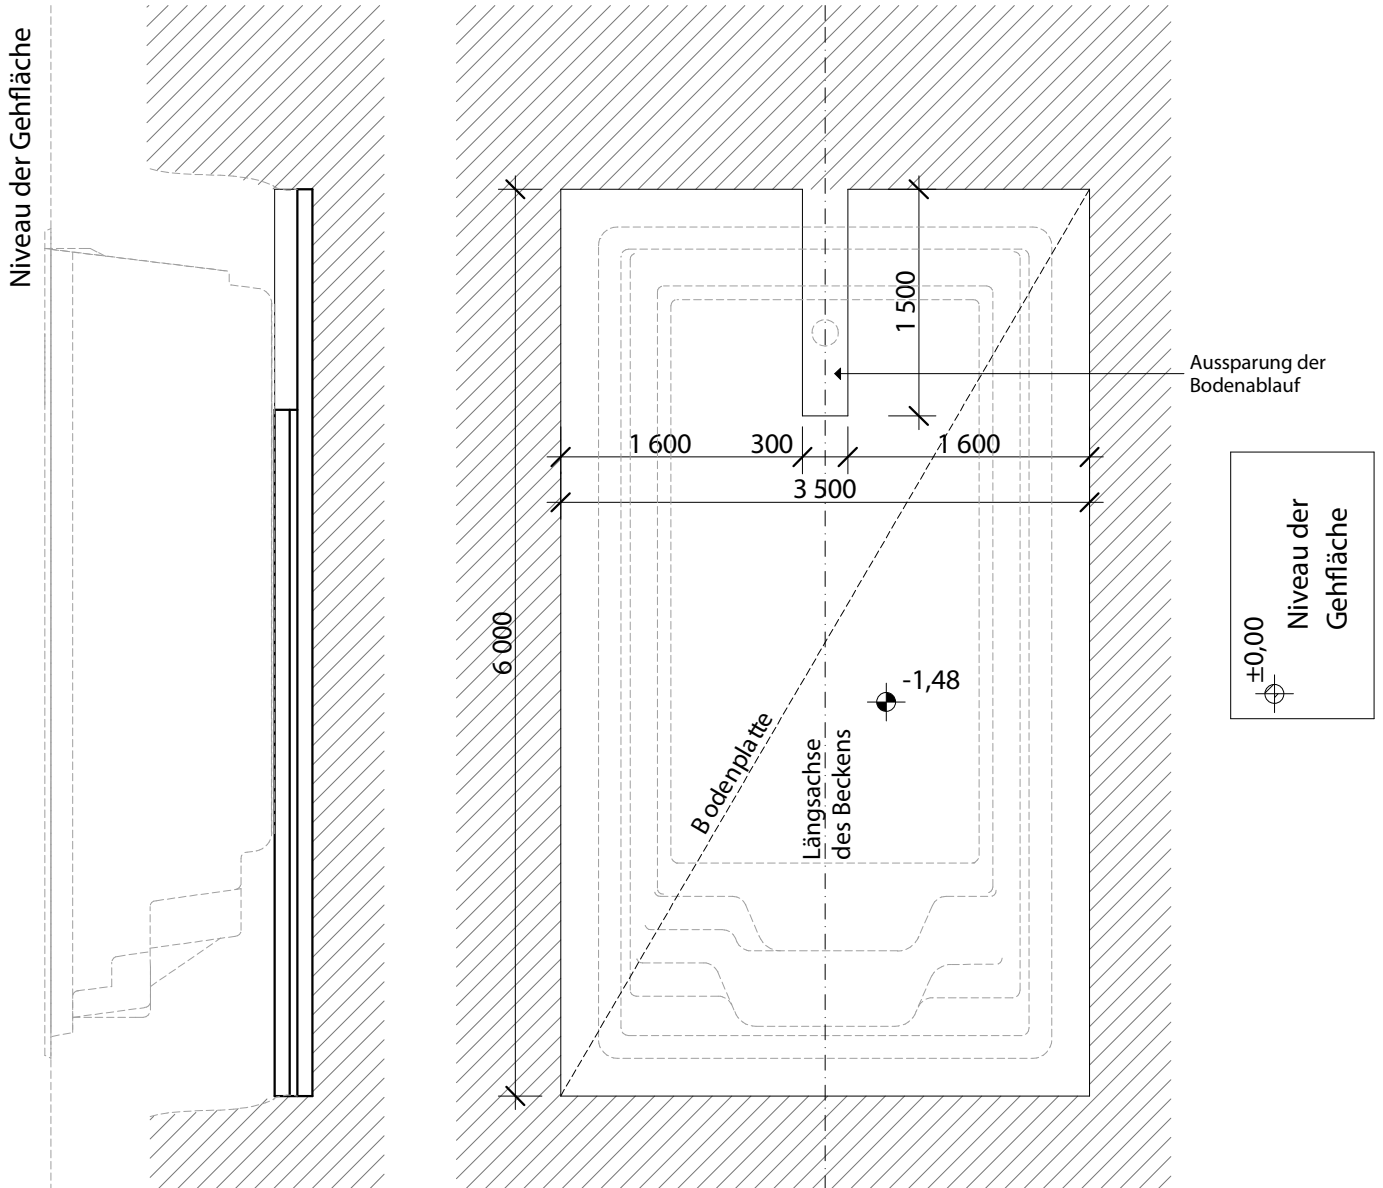 Niveau der Gehfläche
1 500
Aussparung der
Bodenablauf
1 600
300
1 600
3 500
6 000
-1,48
Bodenplatte
Längsachse
des Beckens
±0,00
Niveau der
Gehfläche